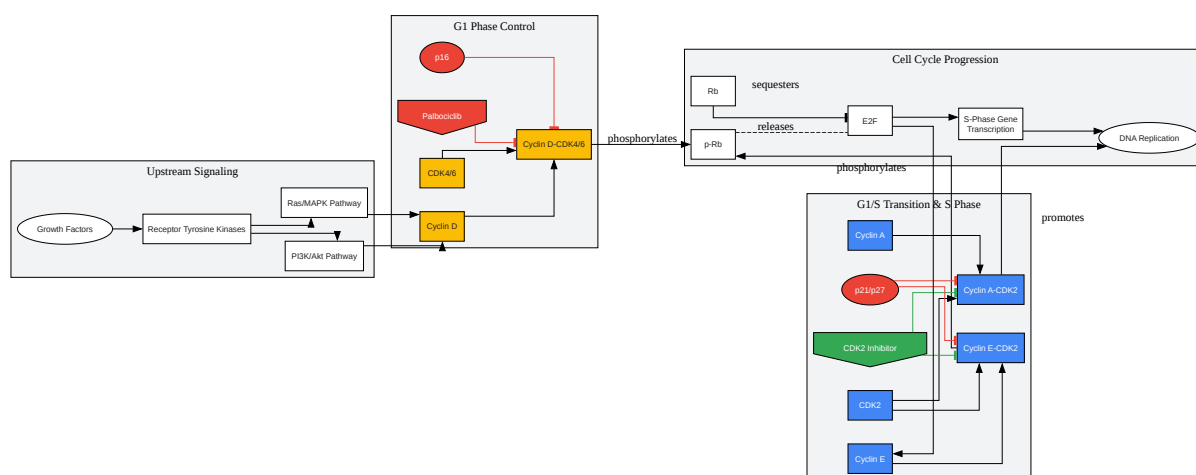 G1 Phase Control
p16
Palbociclib
Cyclin D-CDK4/6
CDK4/6
Cyclin D
phosphorylates
Cell Cycle Progression
Rb
sequesters
E2F
S-Phase Gene
Transcription
releases
p-Rb
DNA Replication
phosphorylates
Upstream Signaling
Ras/MAPK Pathway
Growth Factors
Receptor Tyrosine Kinases
PI3K/Akt Pathway
G1/S Transition & S Phase
promotes
Cyclin A
p21/p27
Cyclin A-CDK2
CDK2 Inhibitor
Cyclin E-CDK2
CDK2
Cyclin E